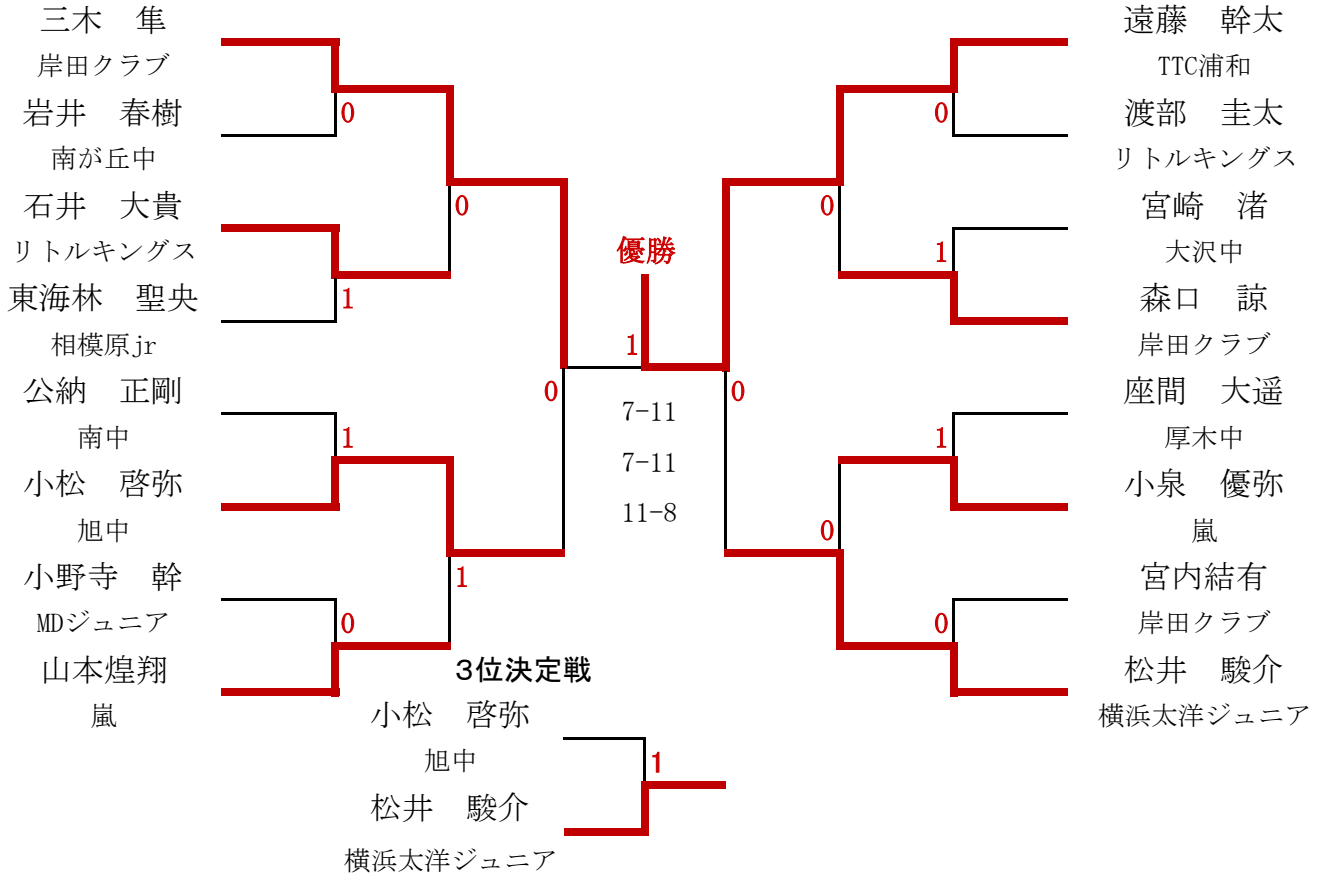 三木　隼
岸田クラブ
岩井　春樹
0
南が丘中
石井　大貴
0
リトルキングス
東海林　聖央
1
相模原jr
公納　正剛
0
南中
1
小松　啓弥
旭中
小野寺　幹
1
MDジュニア
0
山本煌翔
嵐
優勝
1
7-11
7-11
11-8
遠藤　幹太
TTC浦和
0
渡部　圭太
リトルキングス
0
宮崎　渚
1
大沢中
森口　諒
岸田クラブ
0
座間　大遥
1
厚木中
小泉　優弥
0
嵐
宮内結有
0
岸田クラブ
松井　駿介
横浜太洋ジュニア
3位決定戦
小松　啓弥
旭中
1
松井　駿介
横浜太洋ジュニア